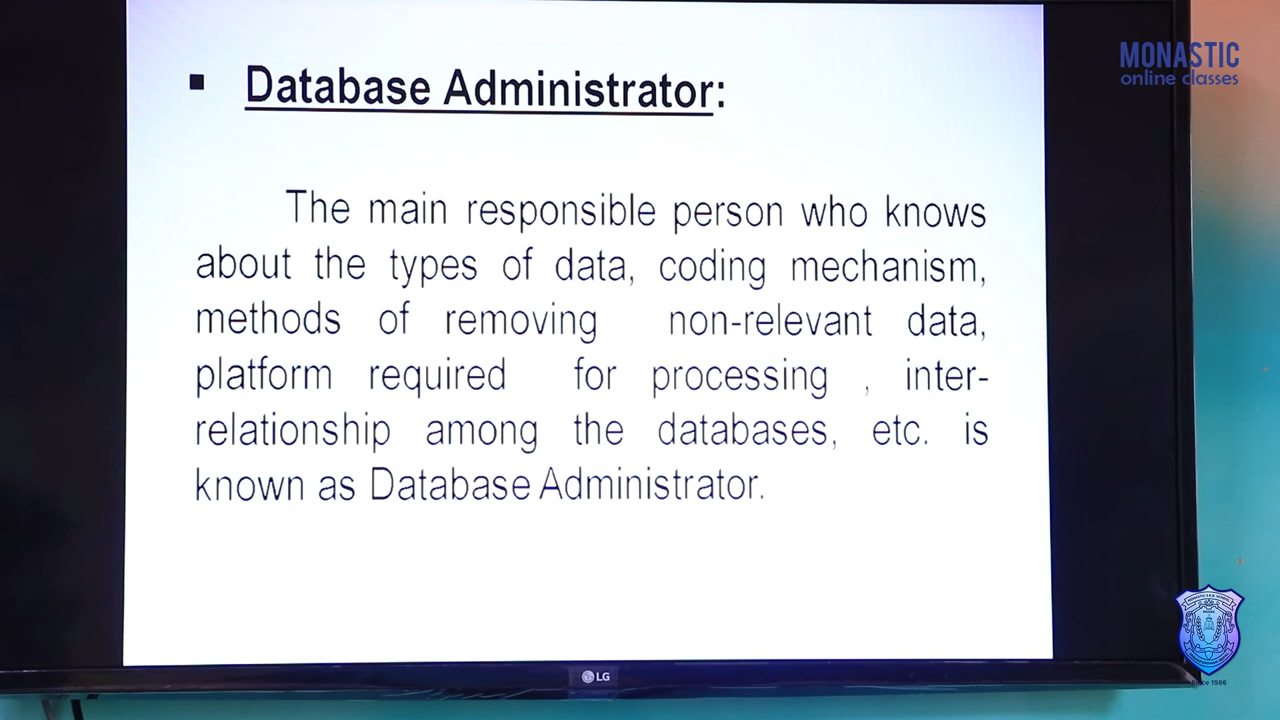 MONASTIC
online classes
▪ Database Administrator:
The main responsible person who knows
about the types of data, coding mechanism,
methods of removing non-relevant data,
platform required for processing , inter-
relationship among the databases, etc. is
known as Database Administrator.
LG
Since 1986